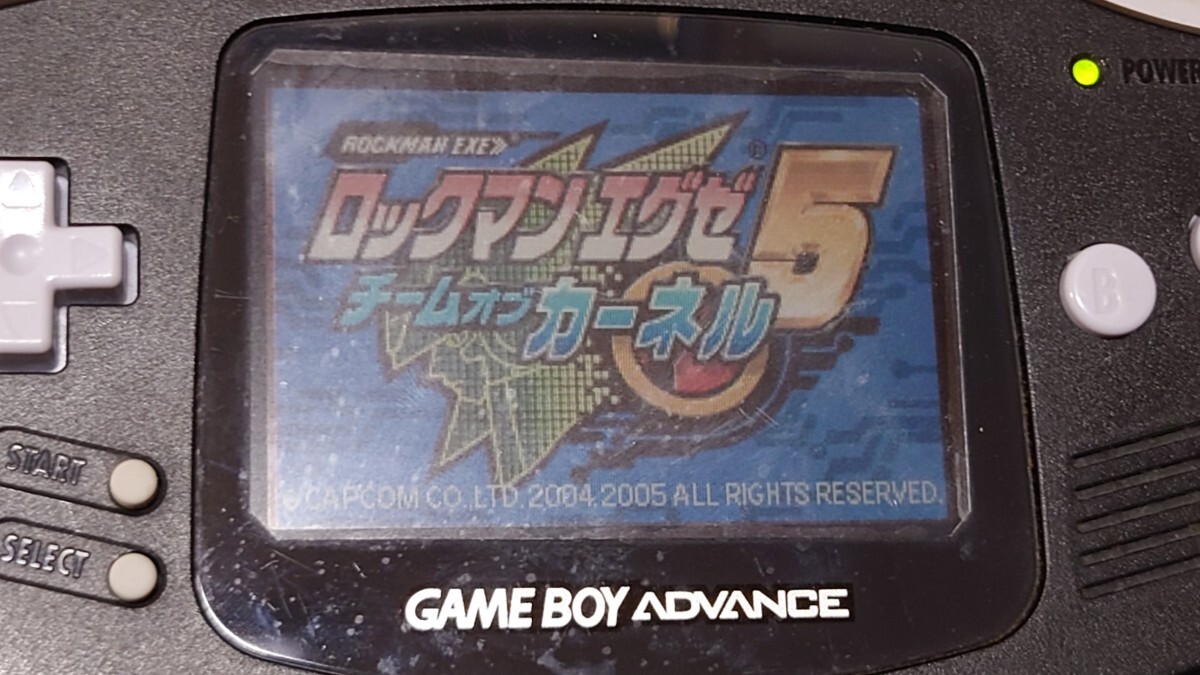 POWER
ROCKMAN EXE
ロックマン エグゼ 5
®
チーム オブ カーネル
©CAPCOM CO.,LTD. 2004, 2005 ALL RIGHTS RESERVED.
B
START
SELECT
GAME BOY ADVANCE